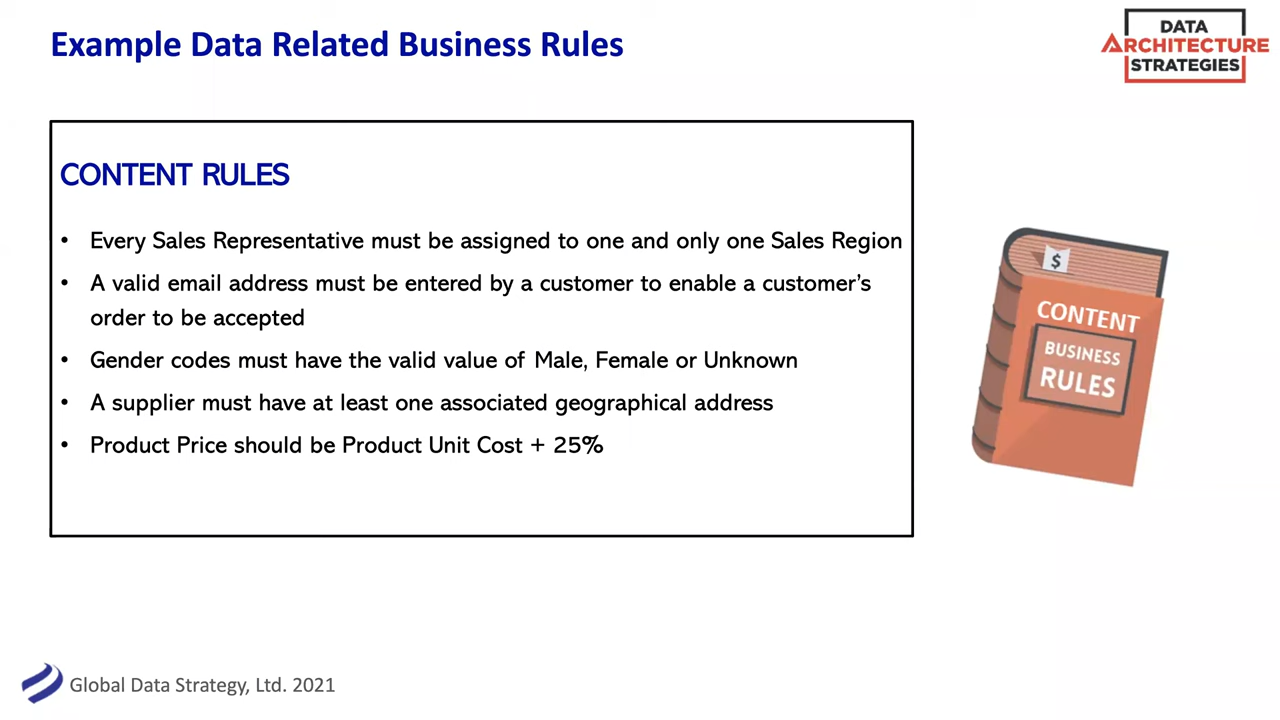 Example Data Related Business Rules
DATA
ARCHITECTURE
STRATEGIES
CONTENT RULES
• Every Sales Representative must be assigned to one and only one Sales Region
• A valid email address must be entered by a customer to enable a customer’s
order to be accepted
• Gender codes must have the valid value of Male, Female or Unknown
• A supplier must have at least one associated geographical address
• Product Price should be Product Unit Cost + 25%
$
CONTENT
BUSINESS
RULES
Global Data Strategy, Ltd. 2021